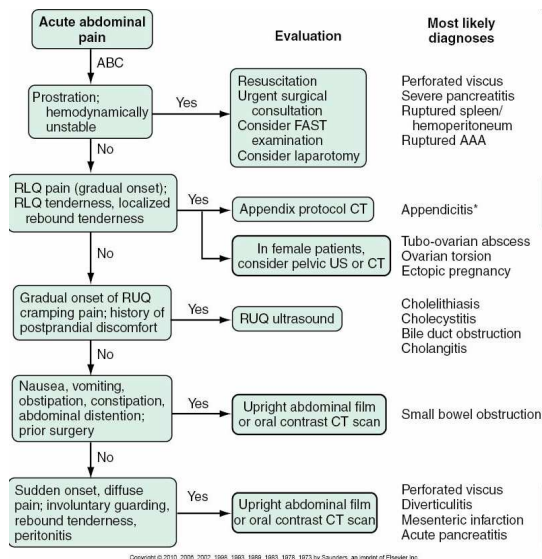 Acute abdominal
pain
Evaluation
Most likely
diagnoses
ABC
Prostration;
hemodynamically
unstable
Yes
Resuscitation
Urgent surgical
consultation
Consider FAST
examination
Consider laparotomy
Perforated viscus
Severe pancreatitis
Ruptured spleen/
hemoperitoneum
Ruptured AAA
No
RLQ pain (gradual onset);
RLQ tenderness, localized
rebound tenderness
Yes
Appendix protocol CT
Appendicitis*
In female patients,
consider pelvic US or CT
Tubo-ovarian abscess
Ovarian torsion
Ectopic pregnancy
No
Gradual onset of RUQ
cramping pain; history of
postprandial discomfort
Yes
RUQ ultrasound
Cholelithiasis
Cholecystitis
Bile duct obstruction
Cholangitis
No
Nausea, vomiting,
obstipation, constipation,
abdominal distention;
prior surgery
Yes
Upright abdominal film
or oral contrast CT scan
Small bowel obstruction
No
Sudden onset, diffuse
pain; involuntary guarding,
rebound tenderness,
peritonitis
Yes
Upright abdominal film
or oral contrast CT scan
Perforated viscus
Diverticulitis
Mesenteric infarction
Acute pancreatitis
Copyright © 2010, 2006, 2002, 1998, 1993, 1989, 1983, 1978, 1973 by Saunders, an imprint of Elsevier Inc.